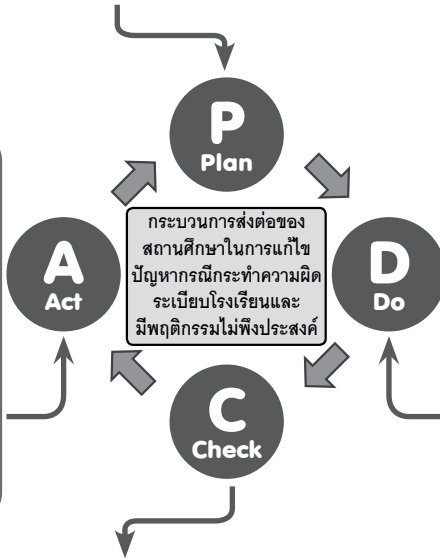 P
Plan
A
Act
กระบวนการส่งต่อของ
สถานศึกษาในการแก้ไข
ปัญหากรณีกระทำความผิด
ระเบียบโรงเรียนและ
มีพฤติกรรมไม่พึงประสงค์
D
Do
C
Check